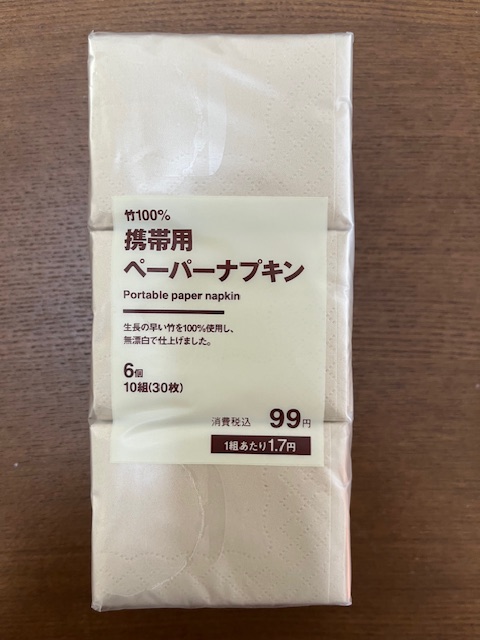 竹100%
携帯用
ペーパーナプキン
Portable paper napkin
生長の早い竹を100%使用し、
無漂白で仕上げました。
6個
10組(30枚)
消費税込 99円
1組あたり1.7円